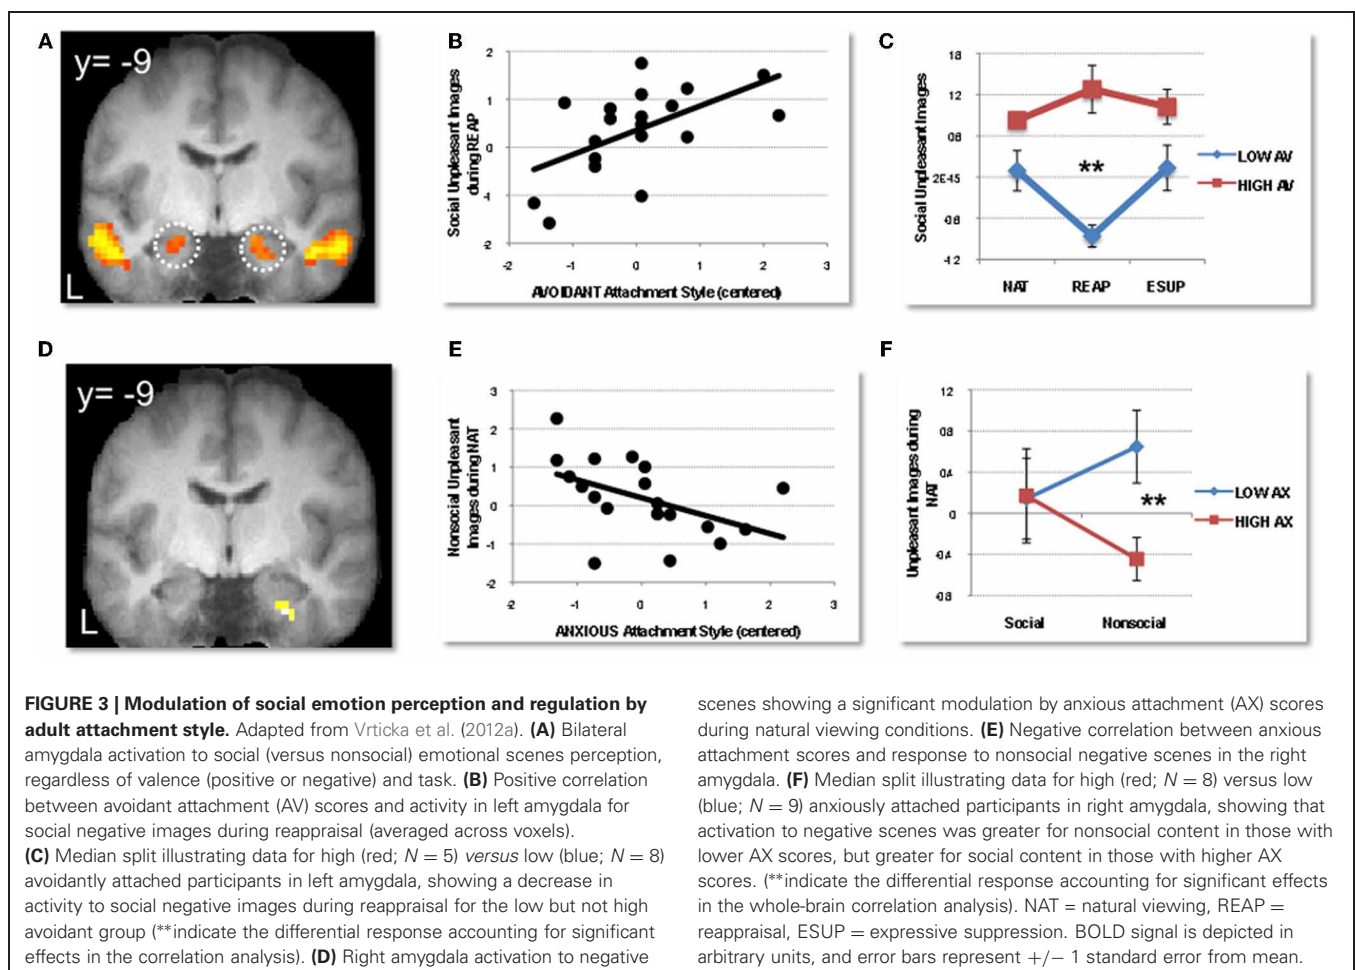 A
y= -9
L
B
Social Unpleasant Images
during REAP
2
1
0
-1
-2
-2
-1
0
1
2
3
AVOIDANT Attachment Style (centered)
C
Social Unpleasant Images
18
12
08
2E-45
-0.8
-12
NAT
REAP
ESUP
**
LOW AV
HIGH AV
D
y= -9
L
E
Nonsocial Unpleasant
Images during NAT
3
2
1
0
-1
-2
-2
-1
0
1
2
3
ANXIOUS Attachment Style (centered)
F
Unpleasant Images during
NAT
12
0.8
0.4
0
-0.4
-0.8
Social
Nonsocial
**
LOW AX
HIGH AX
FIGURE 3 | Modulation of social emotion perception and regulation by
adult attachment style. Adapted from Vrticka et al. (2012a). (A) Bilateral
amygdala activation to social (versus nonsocial) emotional scenes perception,
regardless of valence (positive or negative) and task. (B) Positive correlation
between avoidant attachment (AV) scores and activity in left amygdala for
social negative images during reappraisal (averaged across voxels).
(C) Median split illustrating data for high (red; N = 5) versus low (blue; N = 8)
avoidantly attached participants in left amygdala, showing a decrease in
activity to social negative images during reappraisal for the low but not high
avoidant group (**indicate the differential response accounting for significant
effects in the correlation analysis). (D) Right amygdala activation to negative
scenes showing a significant modulation by anxious attachment (AX) scores
during natural viewing conditions. (E) Negative correlation between anxious
attachment scores and response to nonsocial negative scenes in the right
amygdala. (F) Median split illustrating data for high (red; N = 8) versus low
(blue; N = 9) anxiously attached participants in right amygdala, showing that
activation to negative scenes was greater for nonsocial content in those with
lower AX scores, but greater for social content in those with higher AX
scores. (**indicate the differential response accounting for significant effects
in the whole-brain correlation analysis). NAT = natural viewing, REAP =
reappraisal, ESUP = expressive suppression. BOLD signal is depicted in
arbitrary units, and error bars represent +/− 1 standard error from mean.